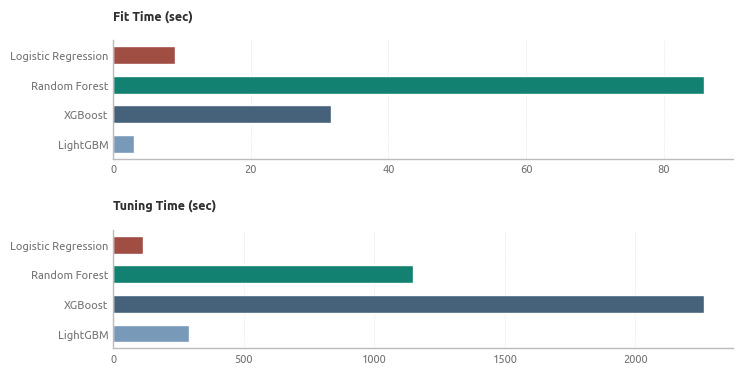 Fit Time (sec)
Logistic Regression
Random Forest
XGBoost
LightGBM
0 20 40 60 80
Tuning Time (sec)
Logistic Regression
Random Forest
XGBoost
LightGBM
0 500 1000 1500 2000